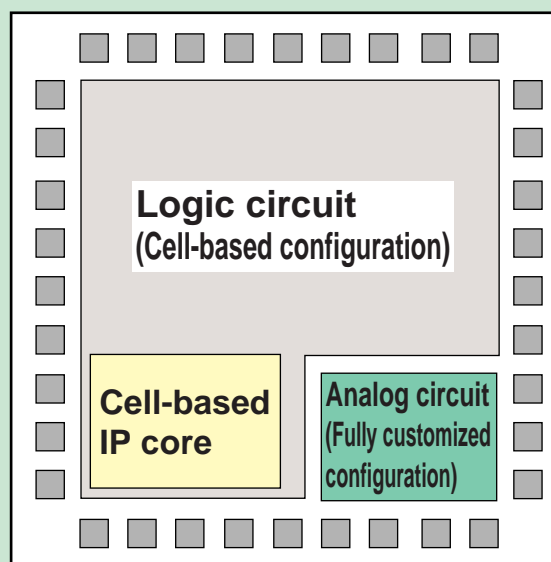 Logic circuit
(Cell-based configuration)
Cell-based
IP core
Analog circuit
(Fully customized
configuration)